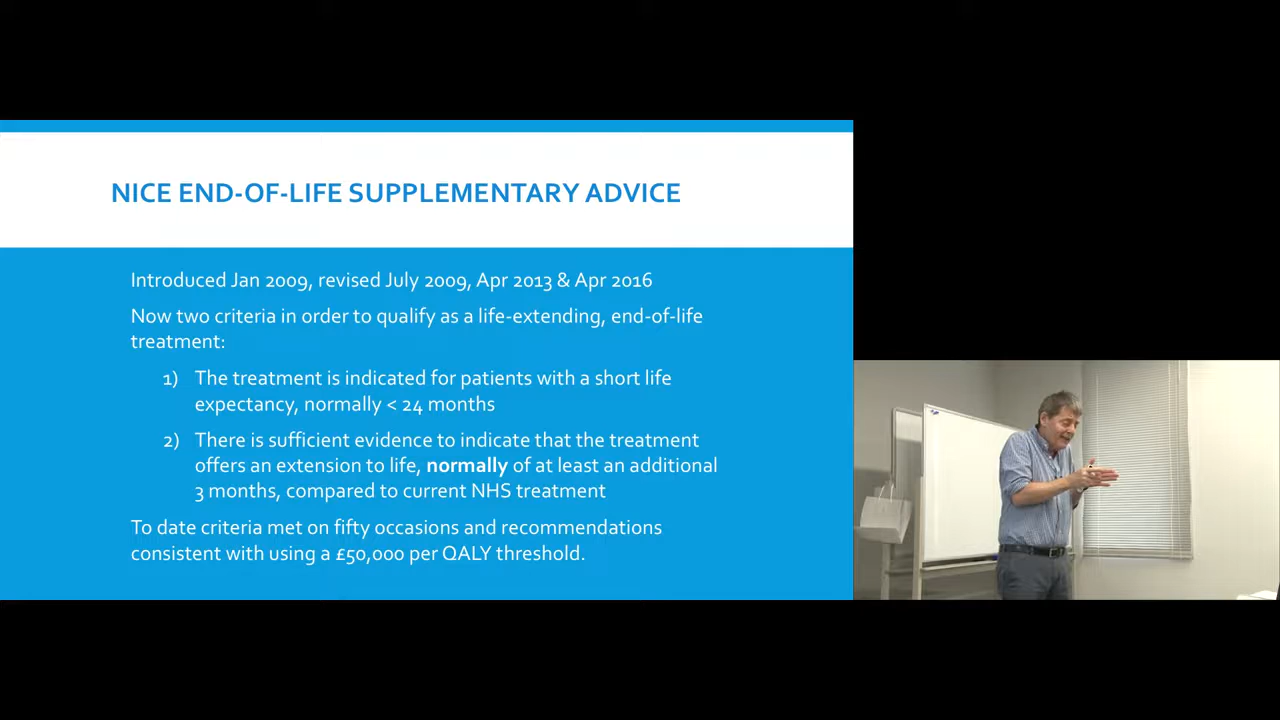 NICE END-OF-LIFE SUPPLEMENTARY ADVICE
Introduced Jan 2009, revised July 2009, Apr 2013 & Apr 2016
Now two criteria in order to qualify as a life-extending, end-of-life
treatment:
1) The treatment is indicated for patients with a short life
expectancy, normally < 24 months
2) There is sufficient evidence to indicate that the treatment
offers an extension to life, normally of at least an additional
3 months, compared to current NHS treatment
To date criteria met on fifty occasions and recommendations
consistent with using a £50,000 per QALY threshold.